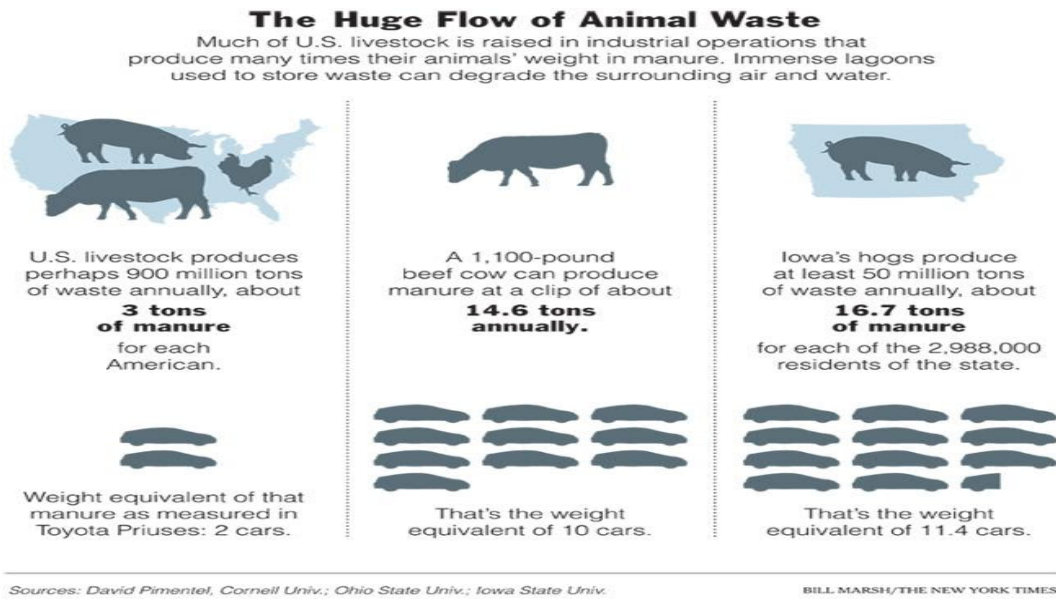 The Huge Flow of Animal Waste
Much of U.S. livestock is raised in industrial operations that
produce many times their animals' weight in manure. Immense lagoons
used to store waste can degrade the surrounding air and water.
U.S. livestock produces
perhaps 900 million tons
of waste annually, about
3 tons
of manure
for each
American.
Weight equivalent of that
manure as measured in
Toyota Priuses: 2 cars.
A 1,100-pound
beef cow can produce
manure at a clip of about
14.6 tons
annually.
That's the weight
equivalent of 10 cars.
Iowa's hogs produce
at least 50 million tons
of waste annually, about
16.7 tons
of manure
for each of the 2,988,000
residents of the state.
That's the weight
equivalent of 11.4 cars.
Sources: David Pimentel, Cornell Univ.; Ohio State Univ.; Iowa State Univ.
BILL MARSH/THE NEW YORK TIMES